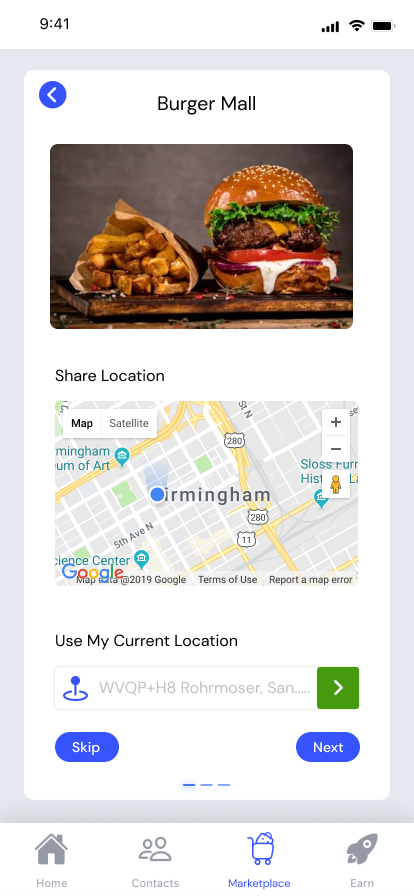 9:41
Burger Mall
Share Location
Map Satellite
St N
280
mingham
um of Art
Sloss Furn
Hist La
irmingham
280
5th Ave N
11
cience Center
Google
Map data @2019 Google Terms of Use Report a map error
Use My Current Location
WVQP+H8 Rohrmoser, San.....
Skip Next
Home Contacts Marketplace Earn